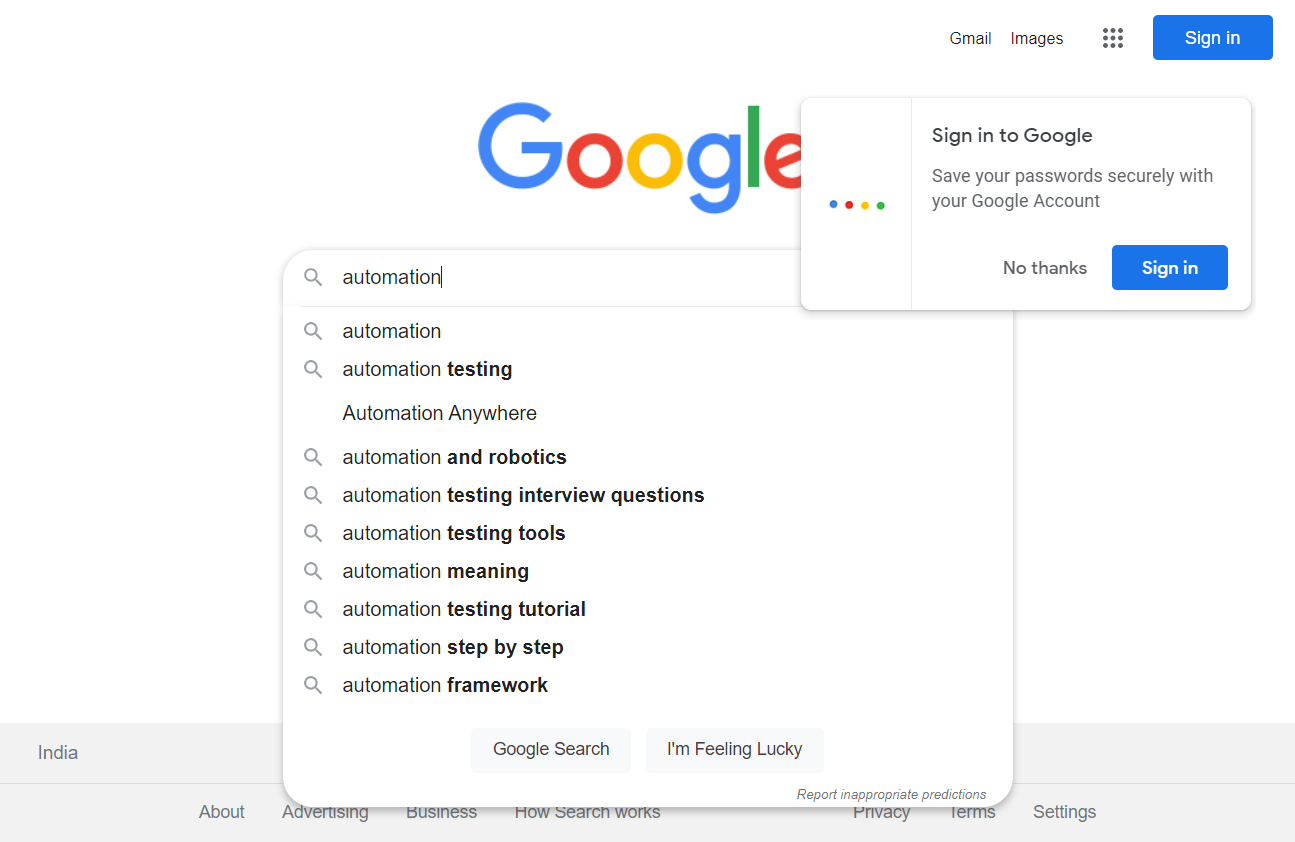 Gmail Images Sign in
Google
Sign in to Google
Save your passwords securely with
your Google Account
No thanks Sign in
automation
automation
automation testing
Automation Anywhere
automation and robotics
automation testing interview questions
automation testing tools
automation meaning
automation testing tutorial
automation step by step
automation framework
Google Search I'm Feeling Lucky
Report inappropriate predictions
India
About Advertising Business How Search works Privacy Terms Settings